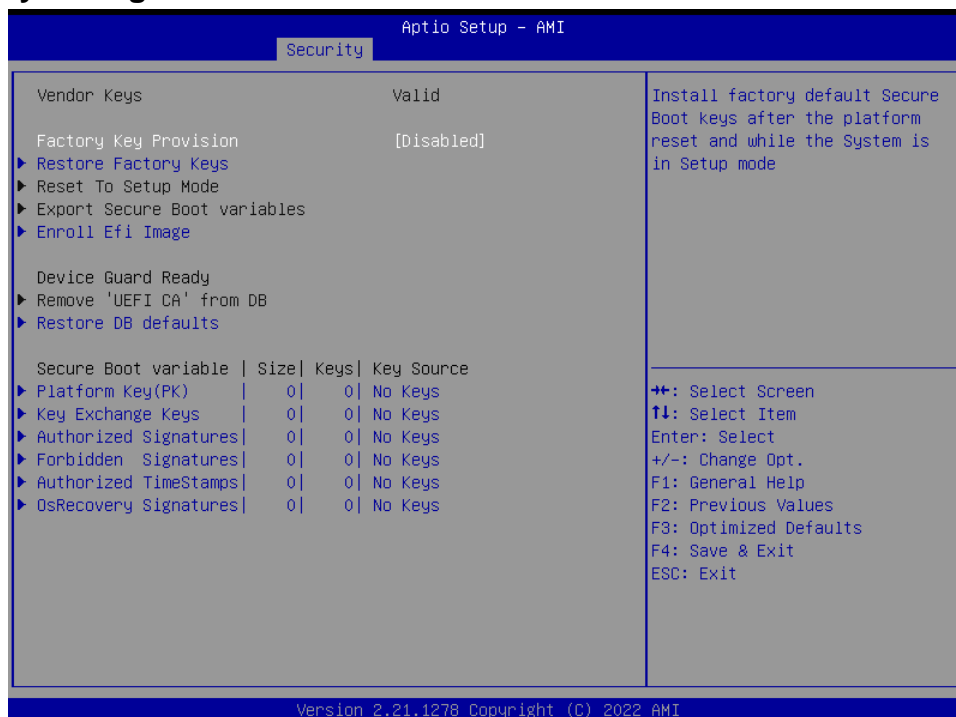 Aptio Setup – AMI
Security
Vendor Keys Valid
Factory Key Provision [Disabled]
▶ Restore Factory Keys
▶ Reset To Setup Mode
▶ Export Secure Boot variables
▶ Enroll Efi Image
Device Guard Ready
▶ Remove 'UEFI CA' from DB
▶ Restore DB defaults
Secure Boot variable | Size| Keys| Key Source
▶ Platform Key(PK) | 0| 0| No Keys
▶ Key Exchange Keys | 0| 0| No Keys
▶ Authorized Signatures| 0| 0| No Keys
▶ Forbidden Signatures| 0| 0| No Keys
▶ Authorized TimeStamps| 0| 0| No Keys
▶ OsRecovery Signatures| 0| 0| No Keys
Install factory default Secure
Boot keys after the platform
reset and while the System is
in Setup mode
→←: Select Screen
↑↓: Select Item
Enter: Select
+/-: Change Opt.
F1: General Help
F2: Previous Values
F3: Optimized Defaults
F4: Save & Exit
ESC: Exit
Version 2.21.1278 Copyright (C) 2022 AMI